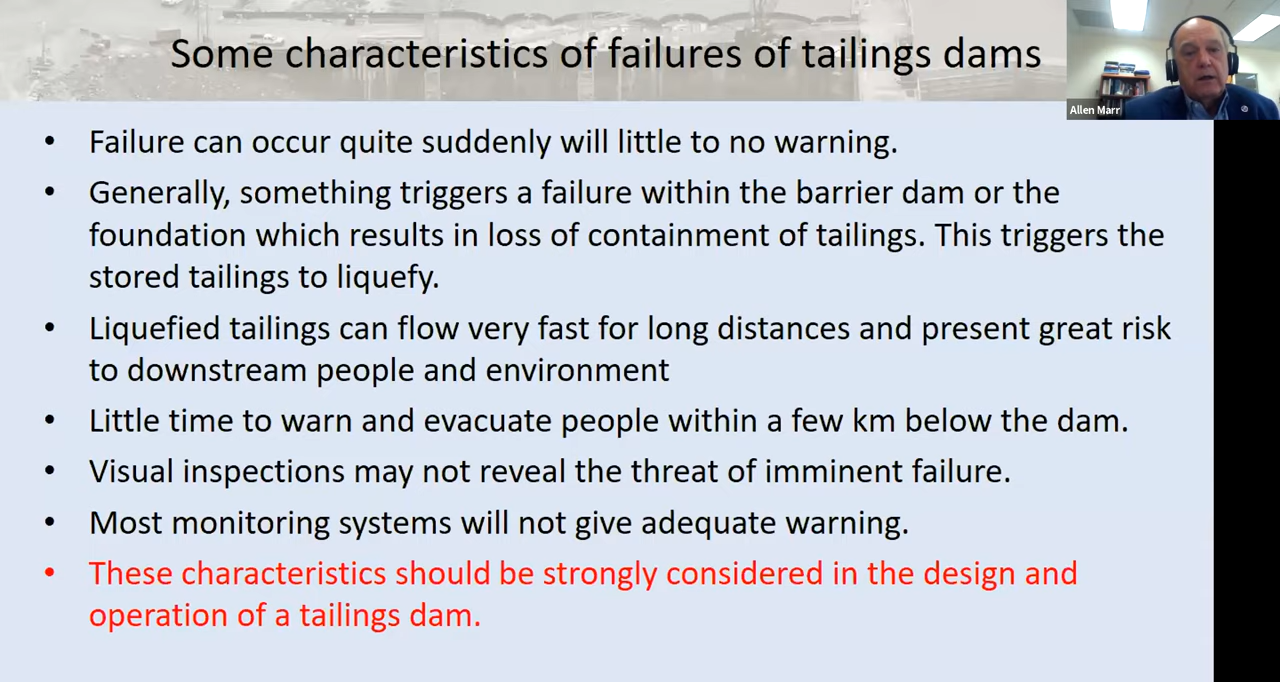 Some characteristics of failures of tailings dams
Allen Marr
• Failure can occur quite suddenly will little to no warning.
• Generally, something triggers a failure within the barrier dam or the
foundation which results in loss of containment of tailings. This triggers the
stored tailings to liquefy.
• Liquefied tailings can flow very fast for long distances and present great risk
to downstream people and environment
• Little time to warn and evacuate people within a few km below the dam.
• Visual inspections may not reveal the threat of imminent failure.
• Most monitoring systems will not give adequate warning.
• These characteristics should be strongly considered in the design and
operation of a tailings dam.